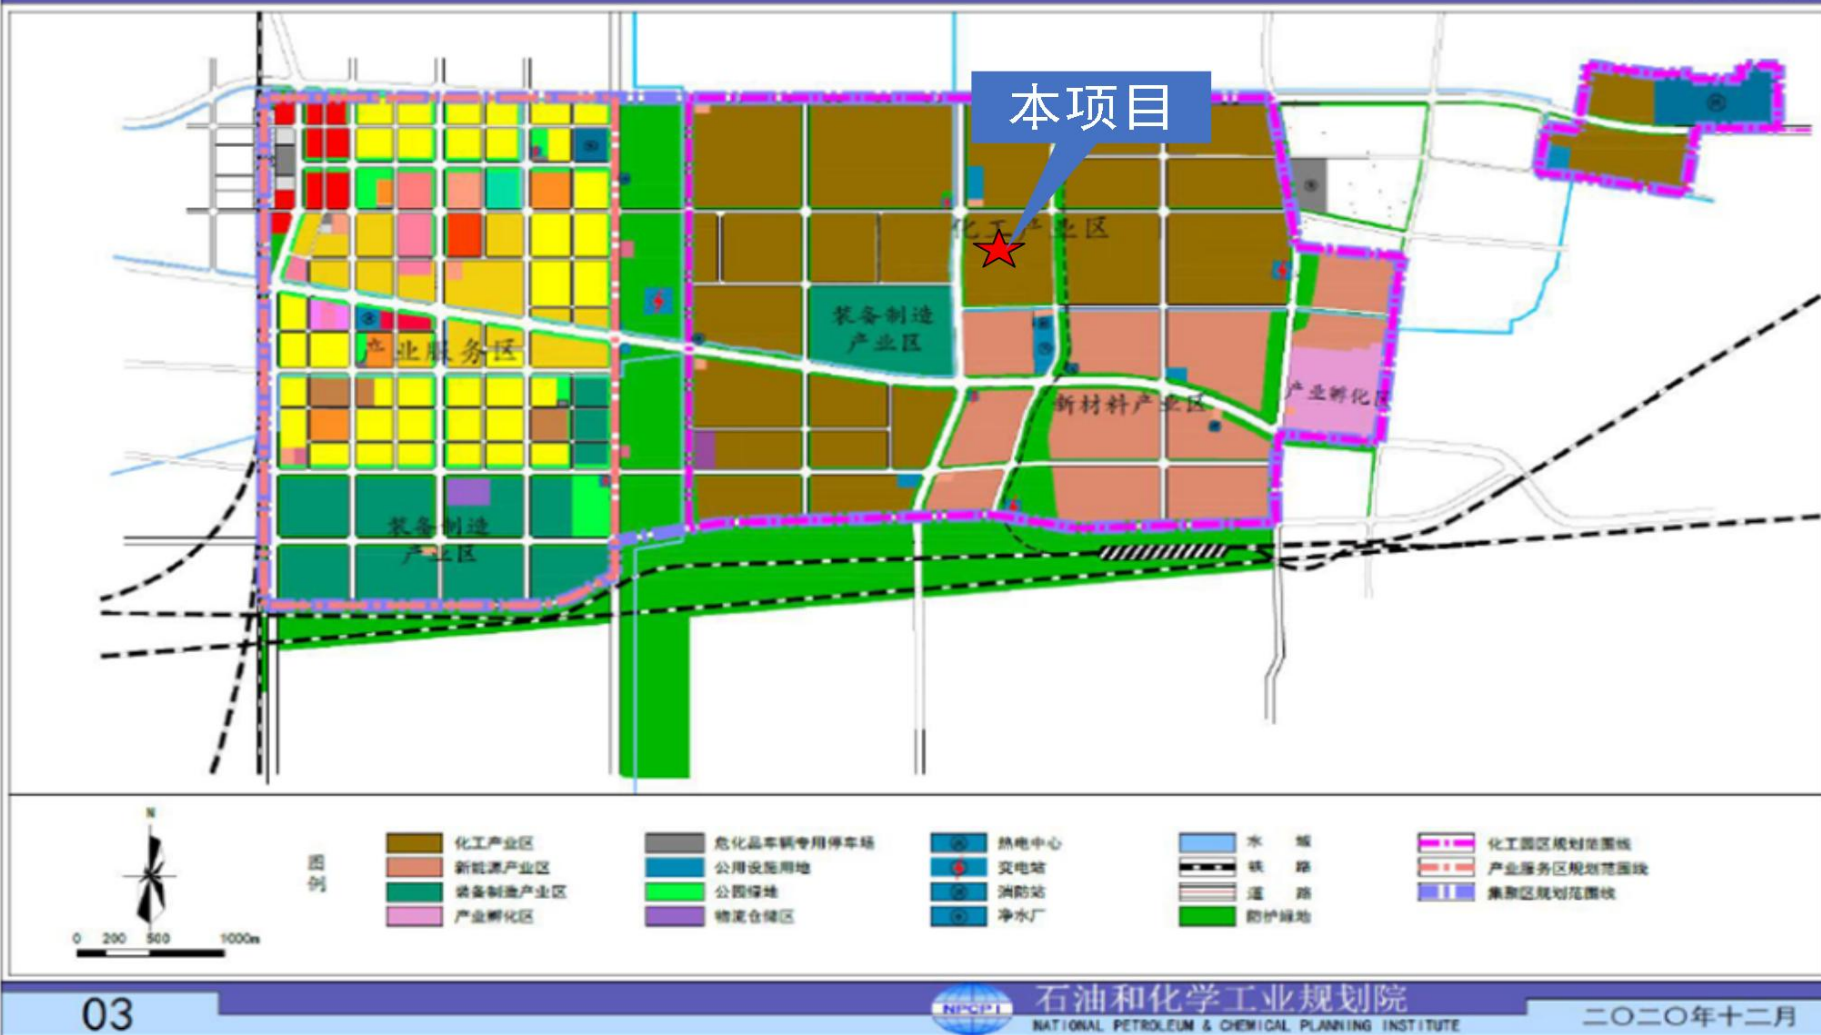 本项目
化工产业区
装备制造
产业区
产业服务区
产业孵化区
新材料产业区
装备制造
产业区
N
图例
化工产业区
新能源产业区
装备制造产业区
产业孵化区
危化品车辆专用停车场
公用设施用地
公园绿地
物流仓储区
热电中心
变电站
消防站
净水厂
水 域
铁 路
道 路
防护绿地
化工园区规划范围线
产业服务区规划范围线
集聚区规划范围线
0 200 500 1000m
03
NPCPI
石油和化学工业规划院
NATIONAL PETROLEUM & CHEMICAL PLANNING INSTITUTE
二〇二〇年十二月